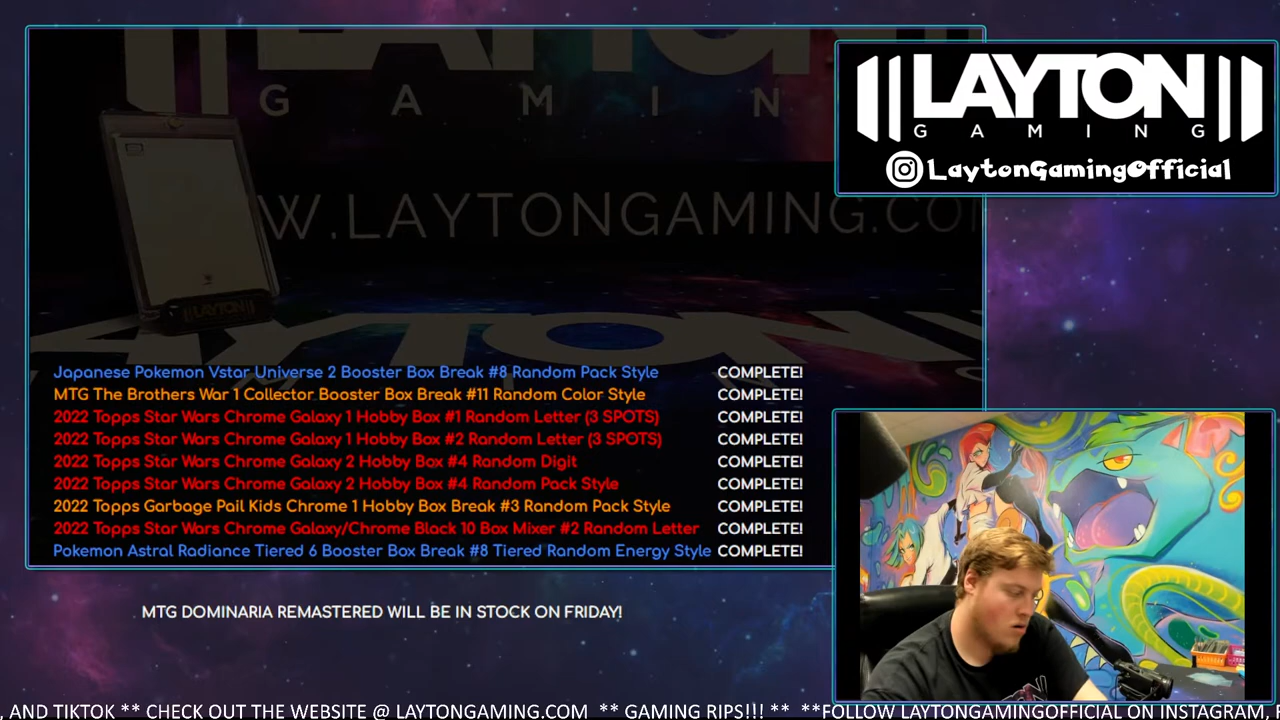 LAYTON
G A M I N G
LaytonGamingOfficial
G A M I N
W.LAYTONGAMING.CO
LAYTON
Japanese Pokemon Vstar Universe 2 Booster Box Break #8 Random Pack Style COMPLETE!
MTG The Brothers War 1 Collector Booster Box Break #11 Random Color Style COMPLETE!
2022 Topps Star Wars Chrome Galaxy 1 Hobby Box #1 Random Letter (3 SPOTS) COMPLETE!
2022 Topps Star Wars Chrome Galaxy 1 Hobby Box #2 Random Letter (3 SPOTS) COMPLETE!
2022 Topps Star Wars Chrome Galaxy 2 Hobby Box #4 Random Digit COMPLETE!
2022 Topps Star Wars Chrome Galaxy 2 Hobby Box #4 Random Pack Style COMPLETE!
2022 Topps Garbage Pail Kids Chrome 1 Hobby Box Break #3 Random Pack Style COMPLETE!
2022 Topps Star Wars Chrome Galaxy/Chrome Black 10 Box Mixer #2 Random Letter COMPLETE!
Pokemon Astral Radiance Tiered 6 Booster Box Break #8 Tiered Random Energy Style COMPLETE!
MTG DOMINARIA REMASTERED WILL BE IN STOCK ON FRIDAY!
, AND TIKTOK ** CHECK OUT THE WEBSITE @ LAYTONGAMING.COM ** GAMING RIPS!!! ** **FOLLOW LAYTONGAMINGOFFICIAL ON INSTAGRAM,